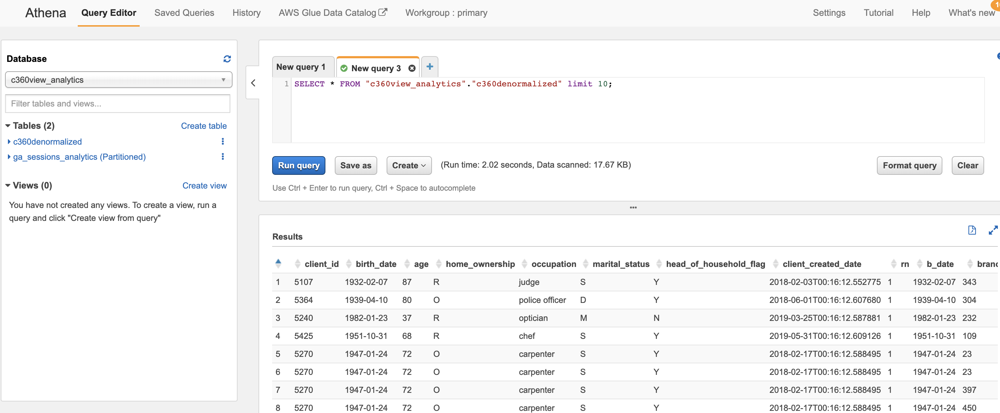 Athena Query Editor Saved Queries History AWS Glue Data Catalog Workgroup : primary Settings Tutorial Help What's new
Database
c360view_analytics
Filter tables and views...
Tables (2) Create table
c360denormalized
ga_sessions_analytics (Partitioned)
Views (0) Create view
You have not created any views. To create a view, run a
query and click "Create view from query"
New query 1 New query 3
1 SELECT * FROM "c360view_analytics"."c360denormalized" limit 10;
Run query Save as Create (Run time: 2.02 seconds, Data scanned: 17.67 KB) Format query Clear
Use Ctrl + Enter to run query, Ctrl + Space to autocomplete
Results
client_id birth_date age home_ownership occupation marital_status head_of_household_flag client_created_date rn b_date
1 5107 1932-02-07 87 R judge S Y 2018-02-03T00:16:12.552775 1 1932-02-07 343
2 5364 1939-04-10 80 O police officer D Y 2018-06-01T00:16:12.607680 1 1939-04-10 304
3 5240 1982-01-23 37 R optician M N 2019-03-25T00:16:12.587881 1 1982-01-23 232
4 5425 1951-10-31 68 R chef S Y 2019-05-31T00:16:12.609126 1 1951-10-31 109
5 5270 1947-01-24 72 O carpenter S Y 2018-02-17T00:16:12.588495 1 1947-01-24 23
6 5270 1947-01-24 72 O carpenter S Y 2018-02-17T00:16:12.588495 1 1947-01-24 23
7 5270 1947-01-24 72 O carpenter S Y 2018-02-17T00:16:12.588495 1 1947-01-24 397
8 5270 1947-01-24 72 O carpenter S Y 2018-02-17T00:16:12.588495 1 1947-01-24 450